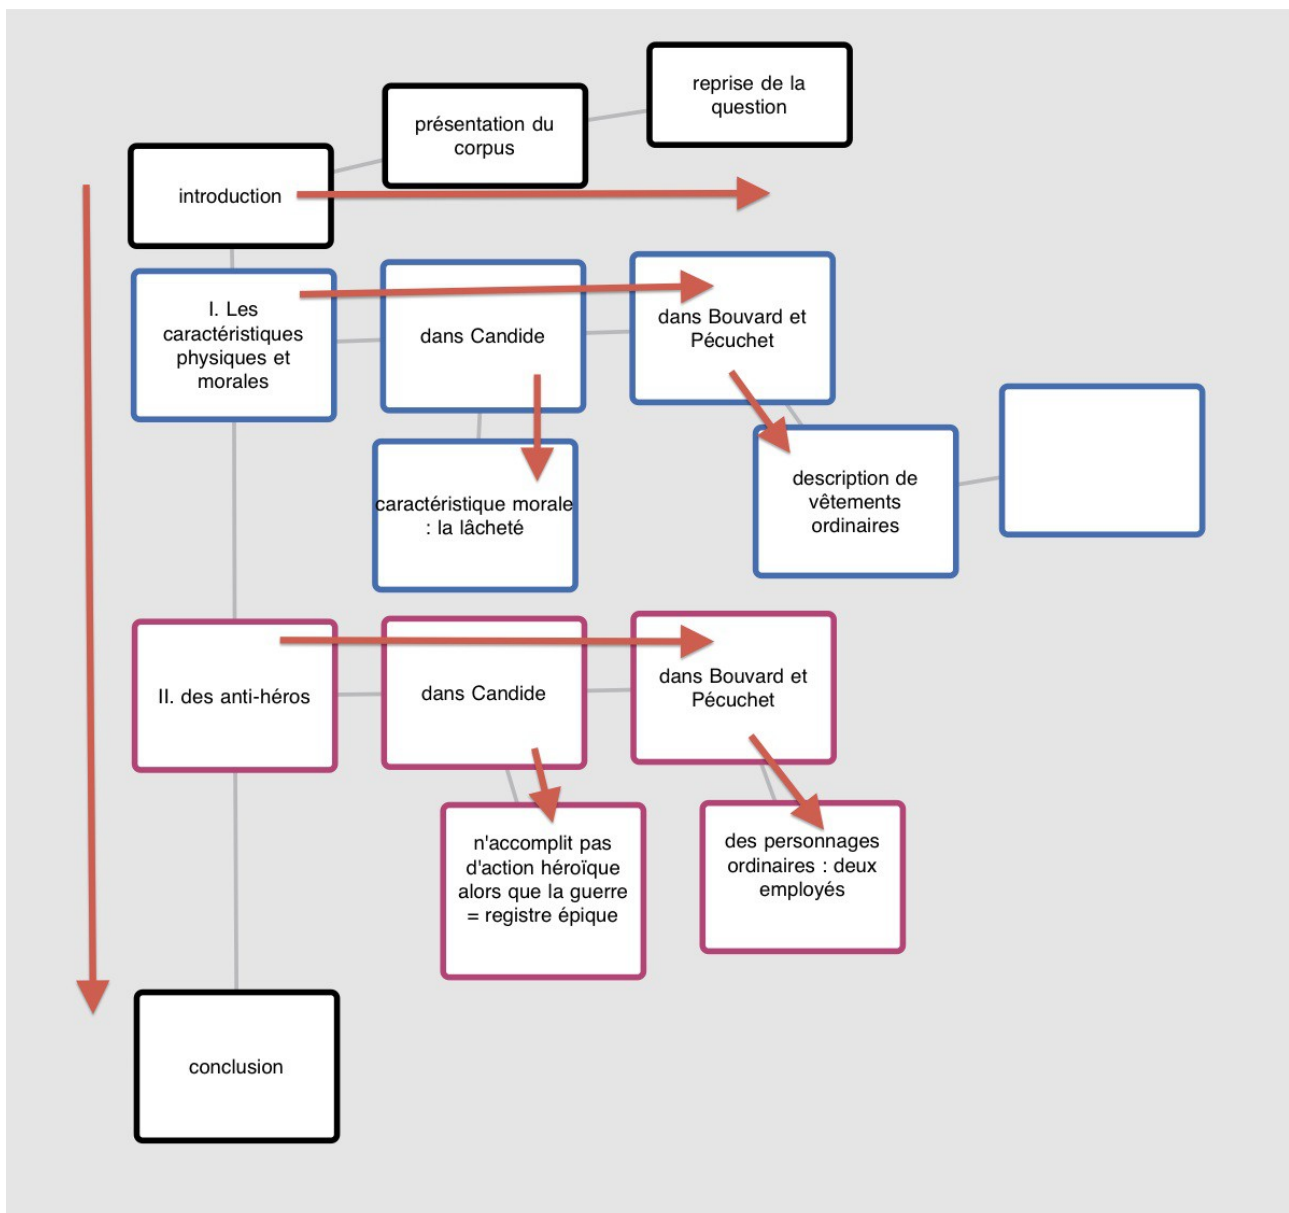 reprise de la
question
présentation du
corpus
introduction
I. Les
caractéristiques
physiques et
morales
dans Candide
dans Bouvard et
Pécuchet
caractéristique morale
: la lâcheté
description de
vêtements
ordinaires
II. des anti-héros
dans Candide
dans Bouvard et
Pécuchet
n'accomplit pas
d'action héroïque
alors que la guerre
= registre épique
des personnages
ordinaires : deux
employés
conclusion